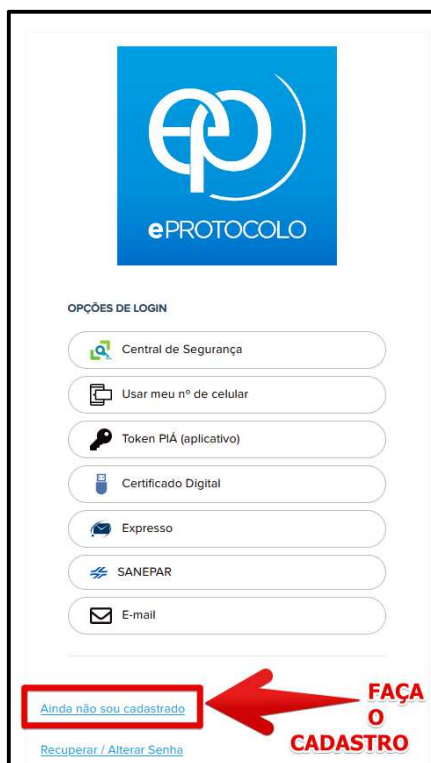 ep
ePROTOCOLO
OPÇÕES DE LOGIN
Central de Segurança
Usar meu nº de celular
Token PIÁ (aplicativo)
Certificado Digital
Expresso
SANEPAR
E-mail
Ainda não sou cadastrado
FAÇA
O
CADASTRO
Recuperar / Alterar Senha